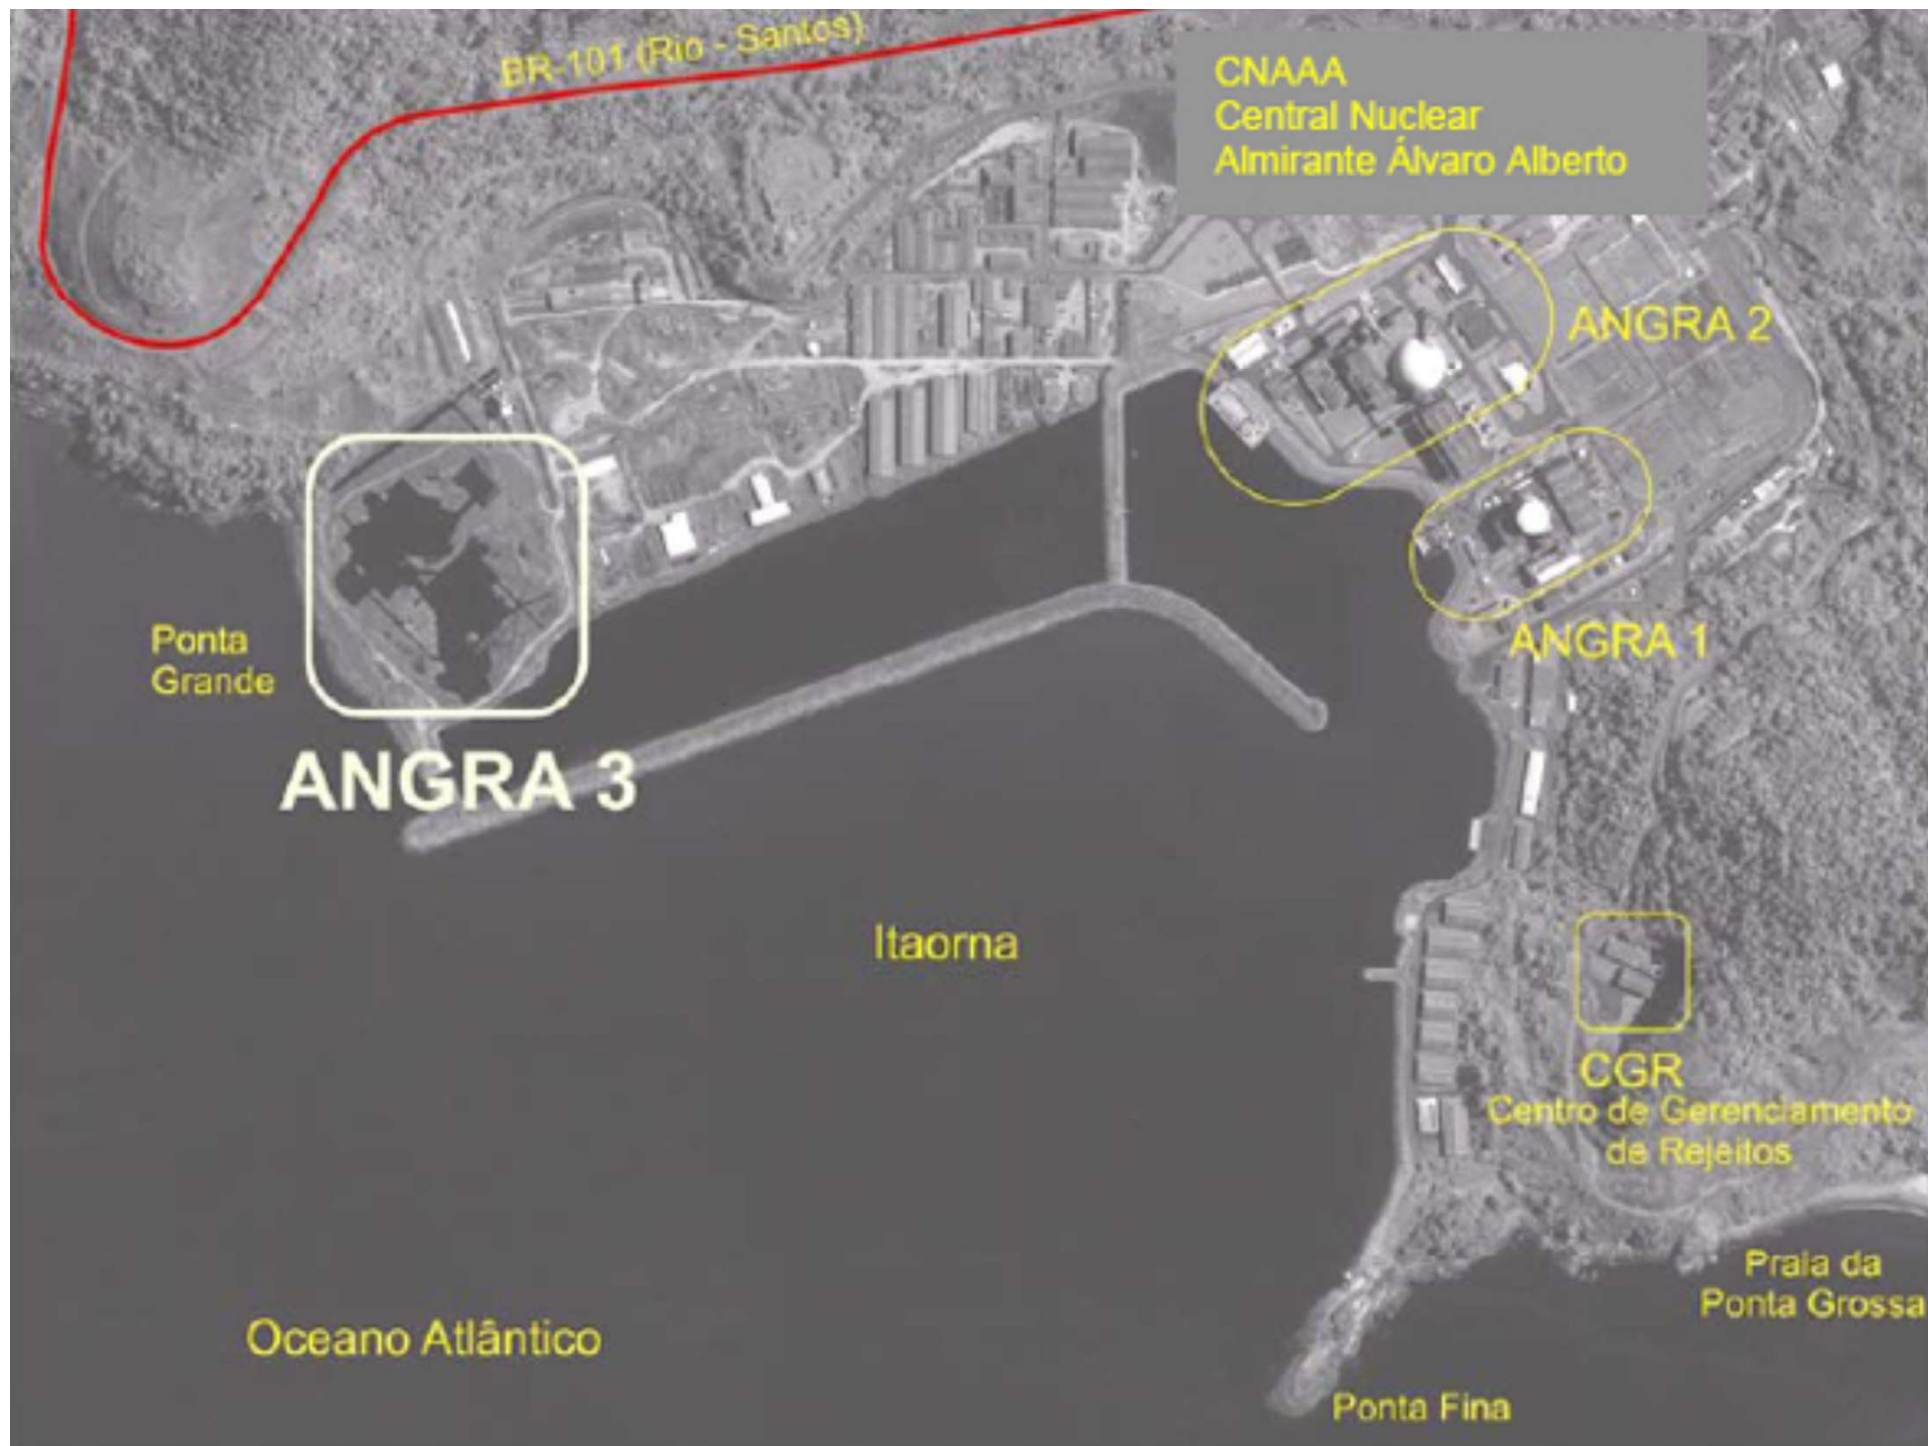 BR-101 (Rio - Santos)
CNAAA
Central Nuclear
Almirante Álvaro Alberto
ANGRA 2
ANGRA 1
Ponta
Grande
ANGRA 3
Itaorna
CGR
Centro de Gerenciamento
de Rejeitos
Praia da
Ponta Grossa
Oceano Atlântico
Ponta Fina